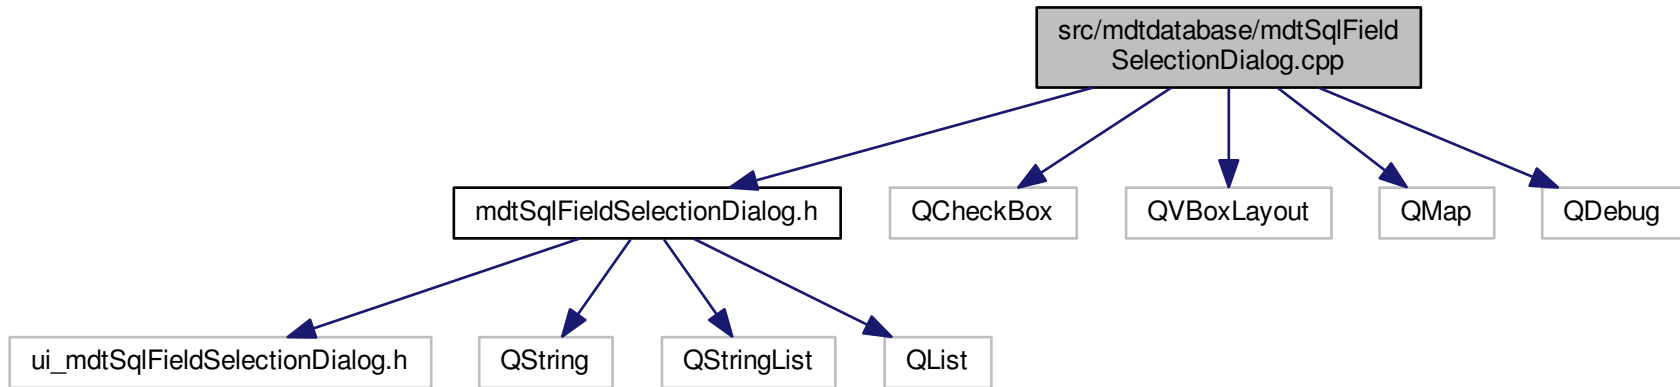 src/mdtdatabase/mdtSqlField
SelectionDialog.cpp
mdtSqlFieldSelectionDialog.h
QCheckBox
QVBoxLayout
QMap
QDebug
ui_mdtSqlFieldSelectionDialog.h
QString
QStringList
QList